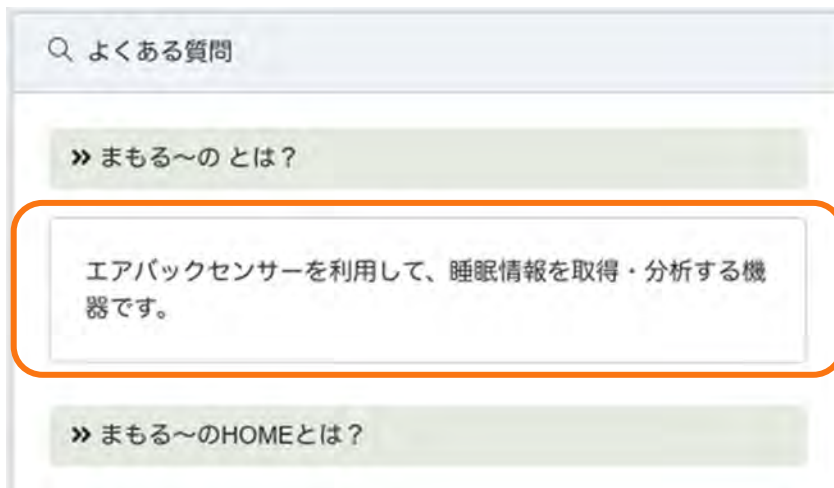 よくある質問
» まもる〜の とは？
エアバックセンサーを利用して、睡眠情報を取得・分析する機
器です。
» まもる〜のHOMEとは？